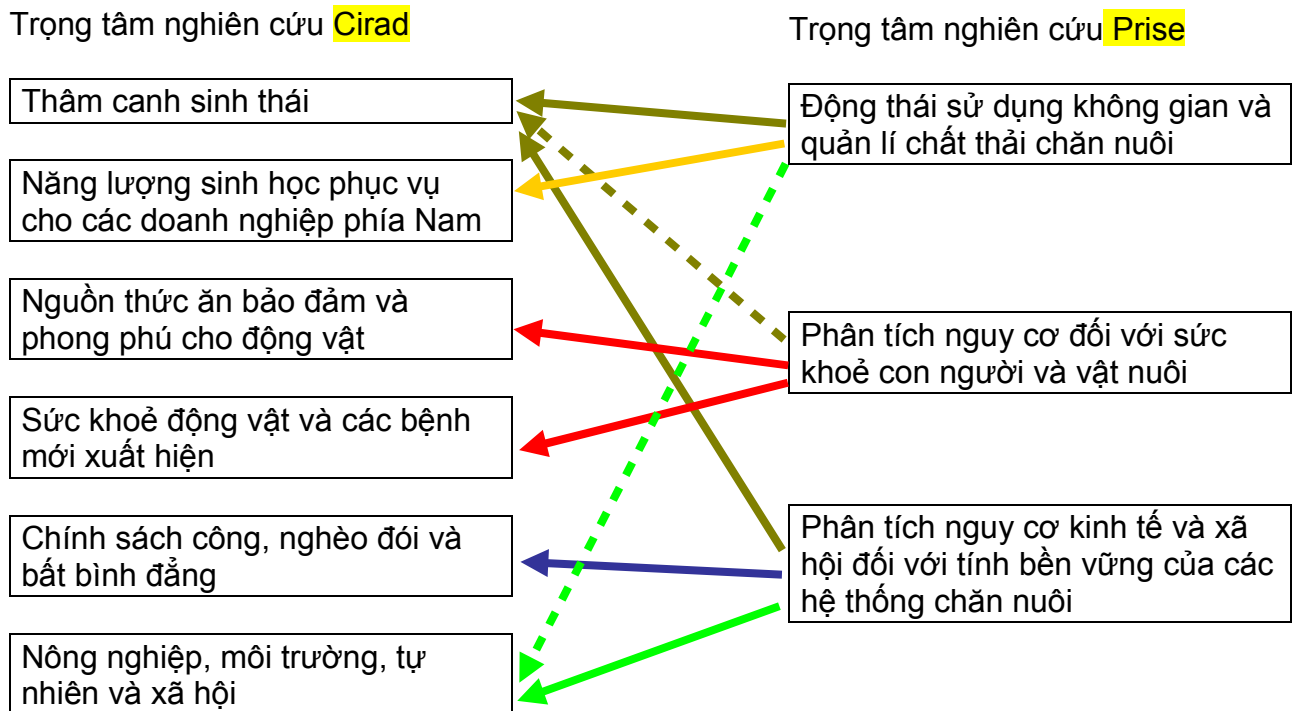 Trọng tâm nghiên cứu Cirad
Thâm canh sinh thái
Năng lượng sinh học phục vụ
cho các doanh nghiệp phía Nam
Nguồn thức ăn bảo đảm và
phong phú cho động vật
Sức khoẻ động vật và các bệnh
mới xuất hiện
Chính sách công, nghèo đói và
bất bình đẳng
Nông nghiệp, môi trường, tự
nhiên và xã hội
Trọng tâm nghiên cứu Prise
Động thái sử dụng không gian và
quản lí chất thải chăn nuôi
Phân tích nguy cơ đối với sức
khoẻ con người và vật nuôi
Phân tích nguy cơ kinh tế và xã
hội đối với tính bền vững của các
hệ thống chăn nuôi